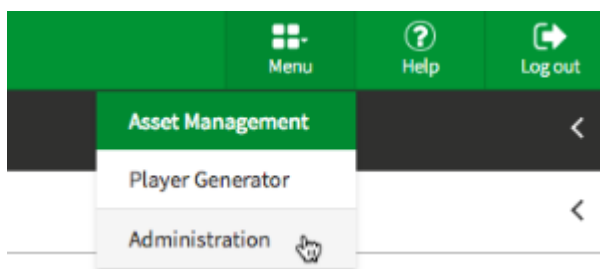 Menu Help Log out
Asset Management
Player Generator
Administration